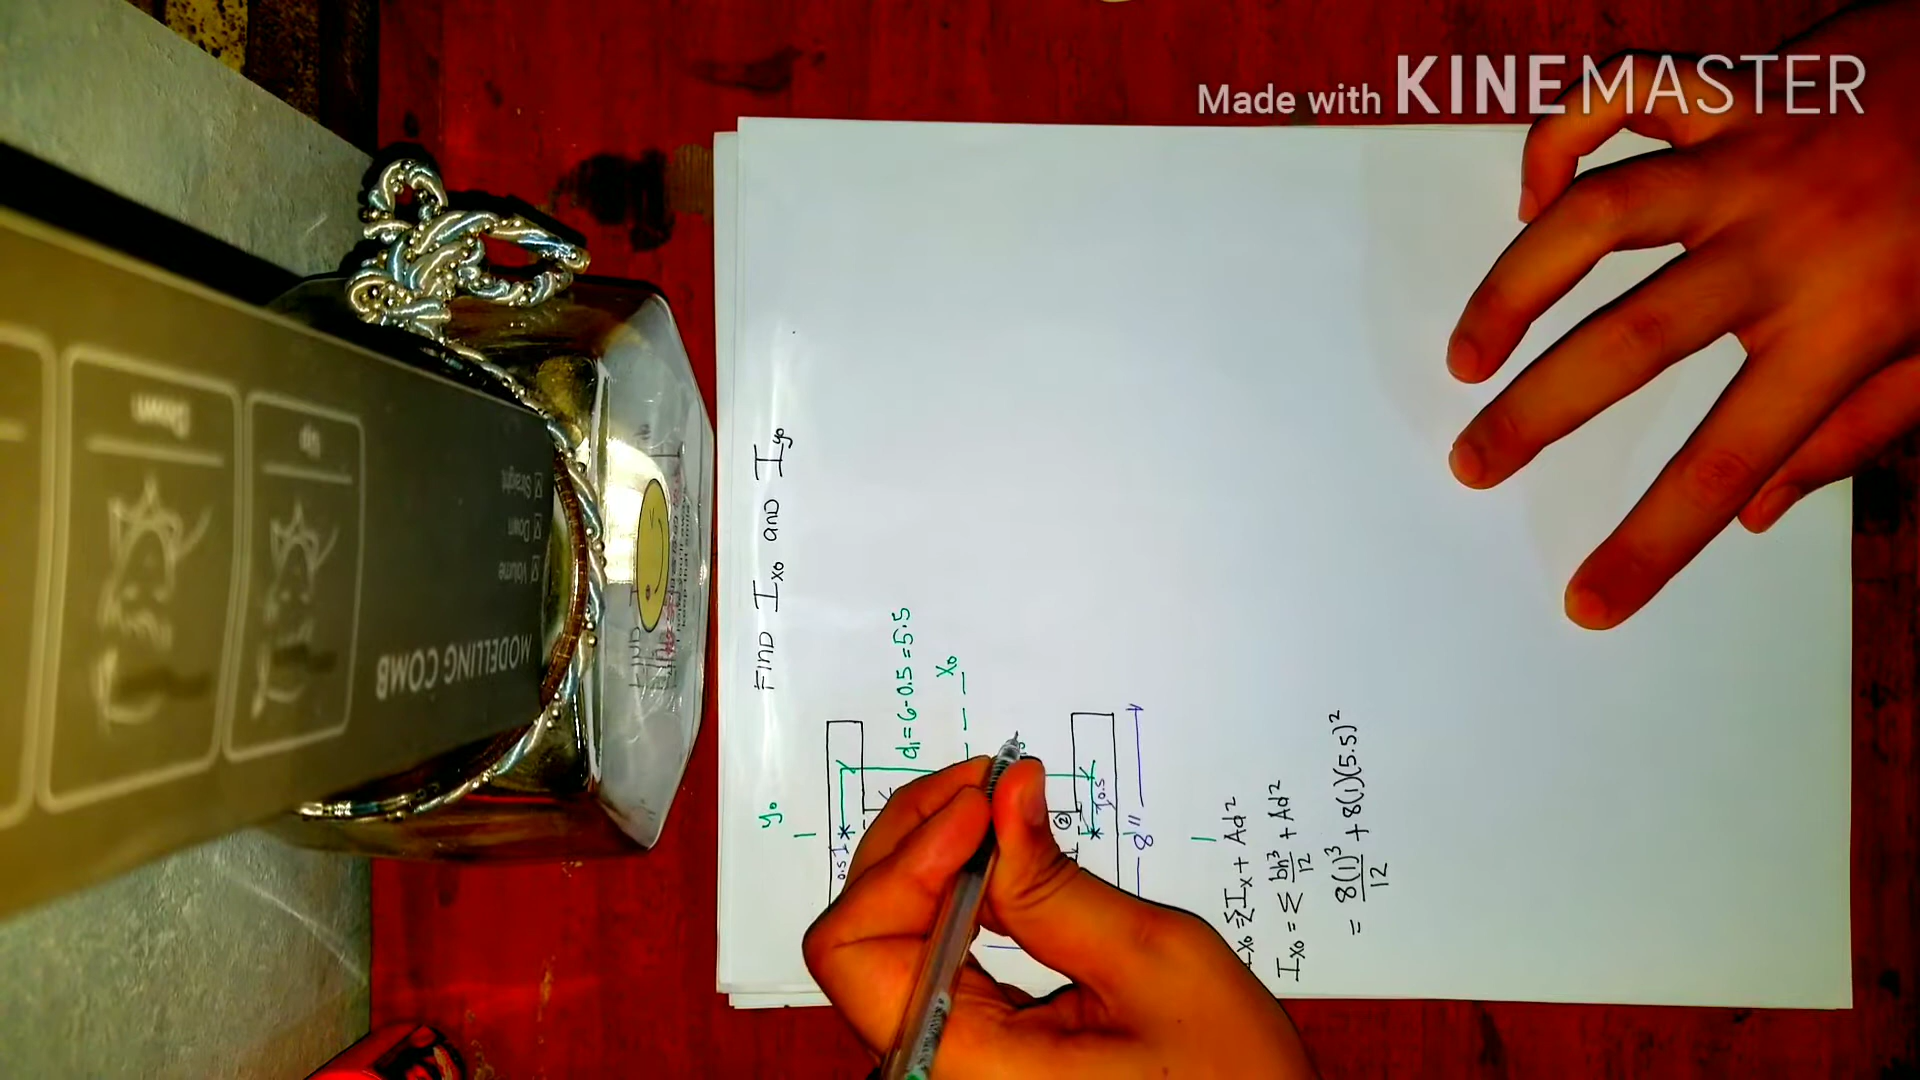 Made with KINEMASTER
FIND Ixo AND Iyo
yo
d1 = 6-0.5 = 5.5
xo
0.5
②
0.5
8"
Ixo = ΣIx + Ad²
Ixo = Σ bh³/12 + Ad²
= 8(1)³/12 + 8(1)(5.5)²
MODELLING COMB
Up
Down
☒ Straight
☒ Down
☒ Volume